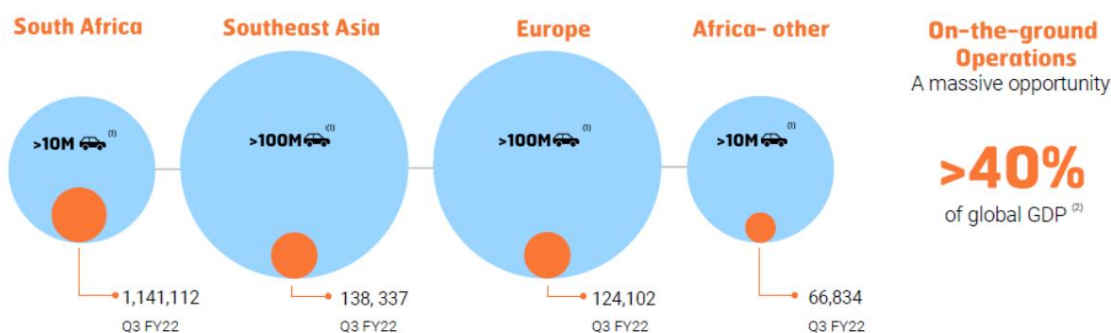 South Africa
Southeast Asia
Europe
Africa- other
On-the-ground
Operations
A massive opportunity
>10M (1)
>100M (1)
>100M (1)
>10M (1)
>40%
of global GDP (2)
1,141,112
Q3 FY22
138, 337
Q3 FY22
124,102
Q3 FY22
66,834
Q3 FY22